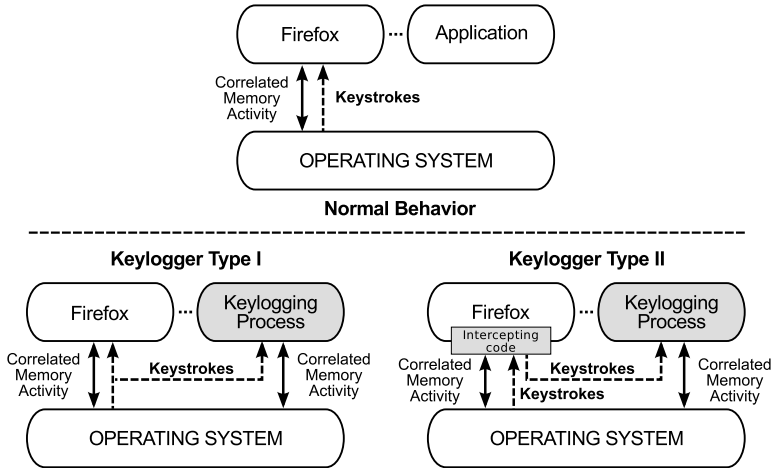 Firefox ... Application
Correlated
Memory
Activity
Keystrokes
OPERATING SYSTEM
Normal Behavior
Keylogger Type I
Firefox ... Keylogging
Process
Correlated
Memory
Activity
Keystrokes
Correlated
Memory
Activity
OPERATING SYSTEM
Keylogger Type II
Firefox ... Keylogging
Process
Intercepting
code
Correlated
Memory
Activity
Keystrokes
Keystrokes
Correlated
Memory
Activity
OPERATING SYSTEM